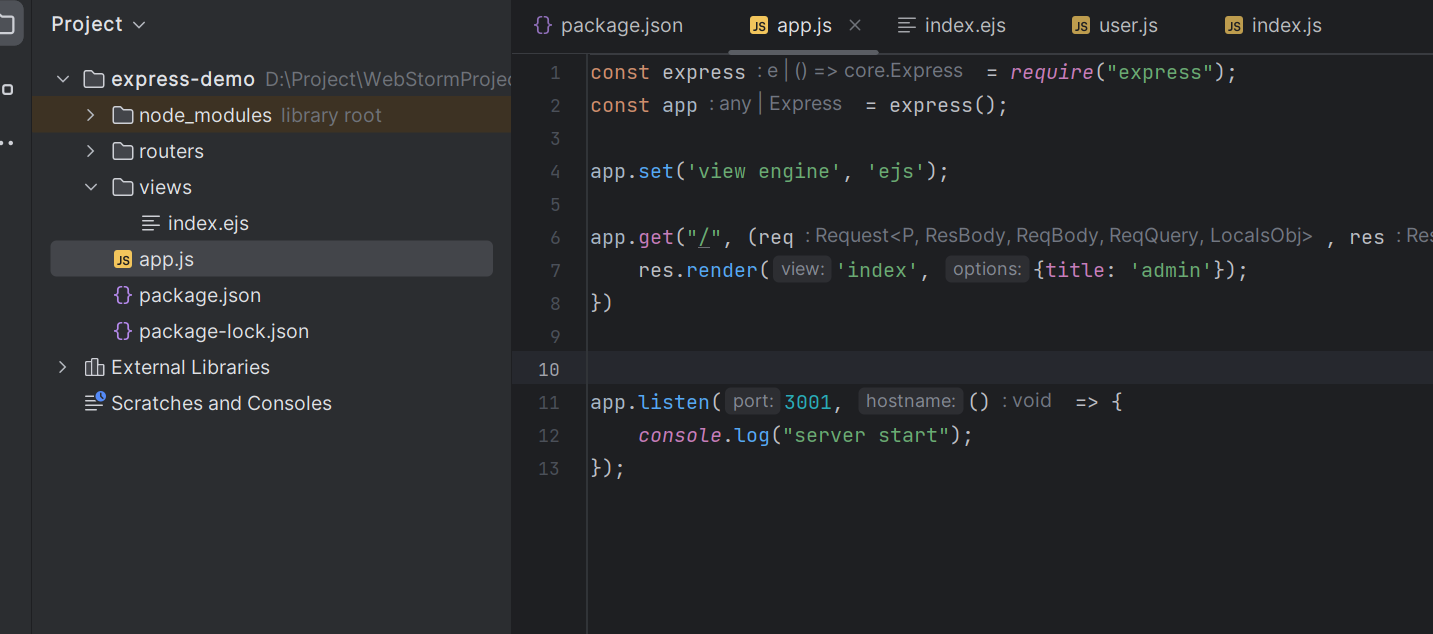 Project
express-demo D:\Project\WebStormProjec
node_modules library root
routers
views
index.ejs
JS app.js
{} package.json
{} package-lock.json
External Libraries
Scratches and Consoles
{} package.json JS app.js × index.ejs JS user.js JS index.js
1 const express : e | () => core.Express = require("express");
2 const app : any | Express = express();
3
4 app.set('view engine', 'ejs');
5
6 app.get("/", (req : Request<P, ResBody, ReqBody, ReqQuery, LocalsObj> , res : Res
7 res.render( view: 'index', options: {title: 'admin'});
8 })
9
10
11 app.listen( port: 3001, hostname: () : void => {
12 console.log("server start");
13 });